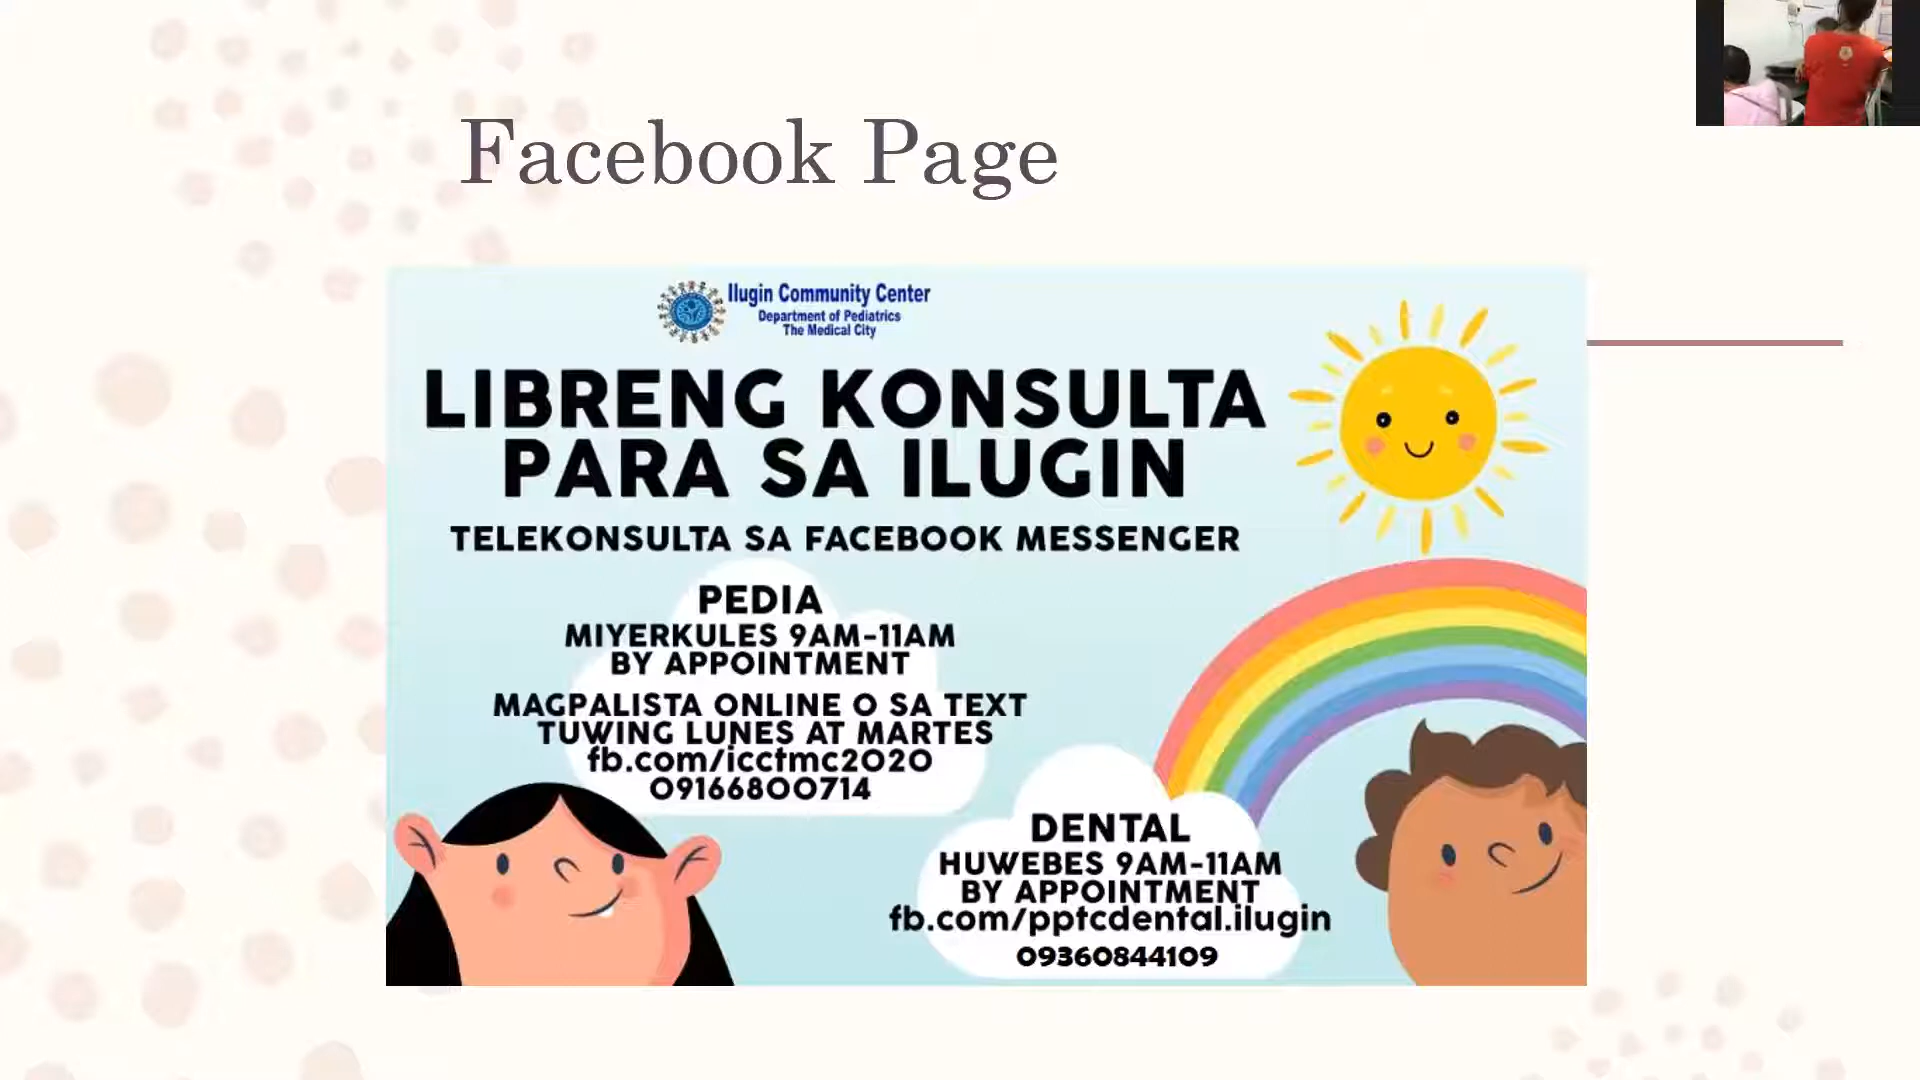 Facebook Page
Ilugin Community Center
Department of Pediatrics
The Medical City
LIBRENG KONSULTA
PARA SA ILUGIN
TELEKONSULTA SA FACEBOOK MESSENGER
PEDIA
MIYERKULES 9AM-11AM
BY APPOINTMENT
MAGPALISTA ONLINE O SA TEXT
TUWING LUNES AT MARTES
fb.com/icctmc2020
09166800714
DENTAL
HUWEBES 9AM-11AM
BY APPOINTMENT
fb.com/pptcdental.ilugin
09360844109